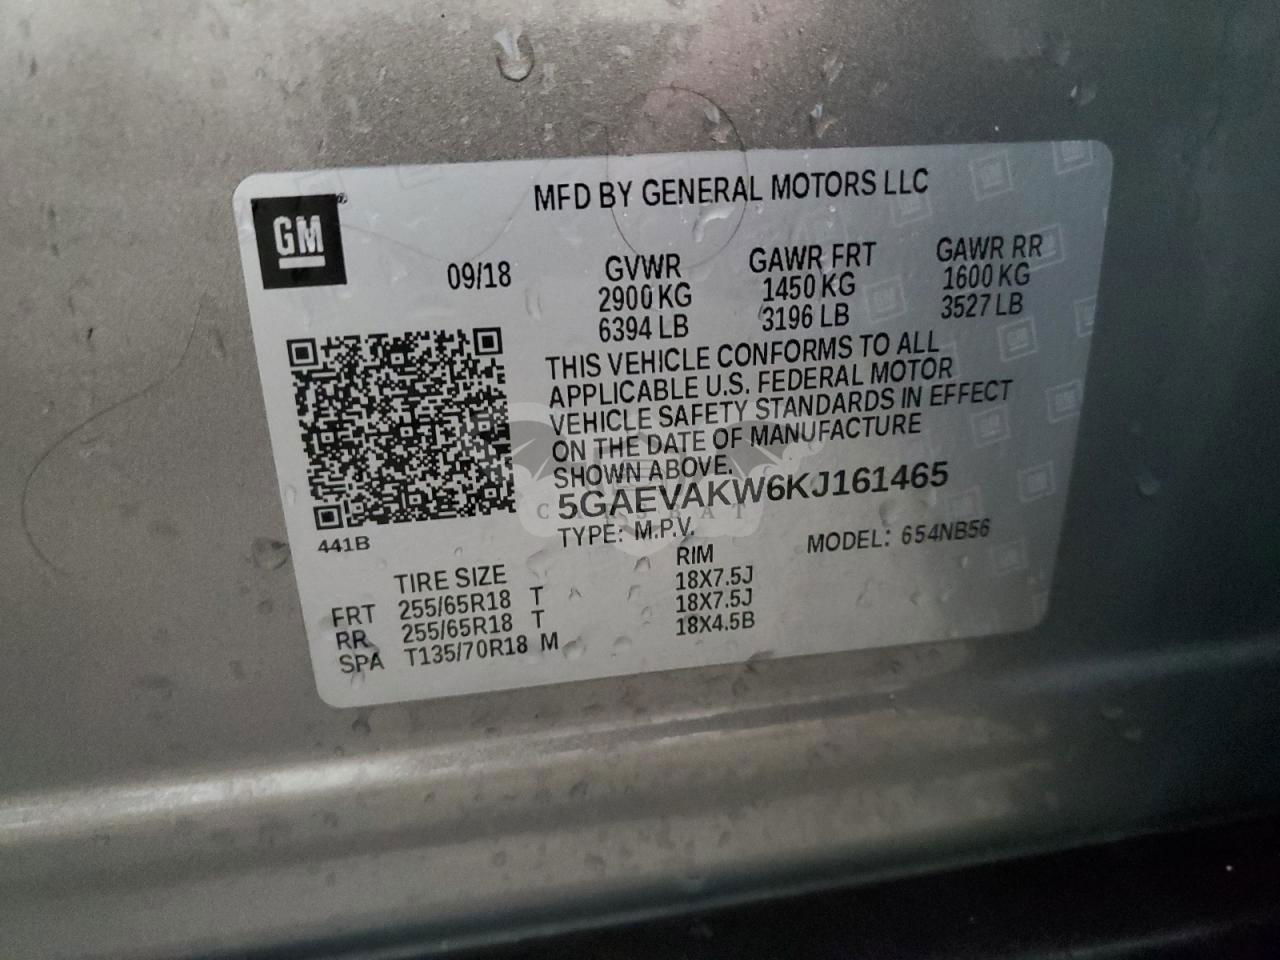 MFD BY GENERAL MOTORS LLC
GM®
09/18
GVWR GAWR FRT GAWR RR
2900 KG 1450 KG 1600 KG
6394 LB 3196 LB 3527 LB
THIS VEHICLE CONFORMS TO ALL
APPLICABLE U.S. FEDERAL MOTOR
VEHICLE SAFETY STANDARDS IN EFFECT
ON THE DATE OF MANUFACTURE
SHOWN ABOVE.
5GAEVAKW6KJ161465
TYPE: M.P.V. MODEL: 654NB56
441B
TIRE SIZE RIM
FRT 255/65R18 T 18X7.5J
RR 255/65R18 T 18X7.5J
SPA T135/70R18 M 18X4.5B